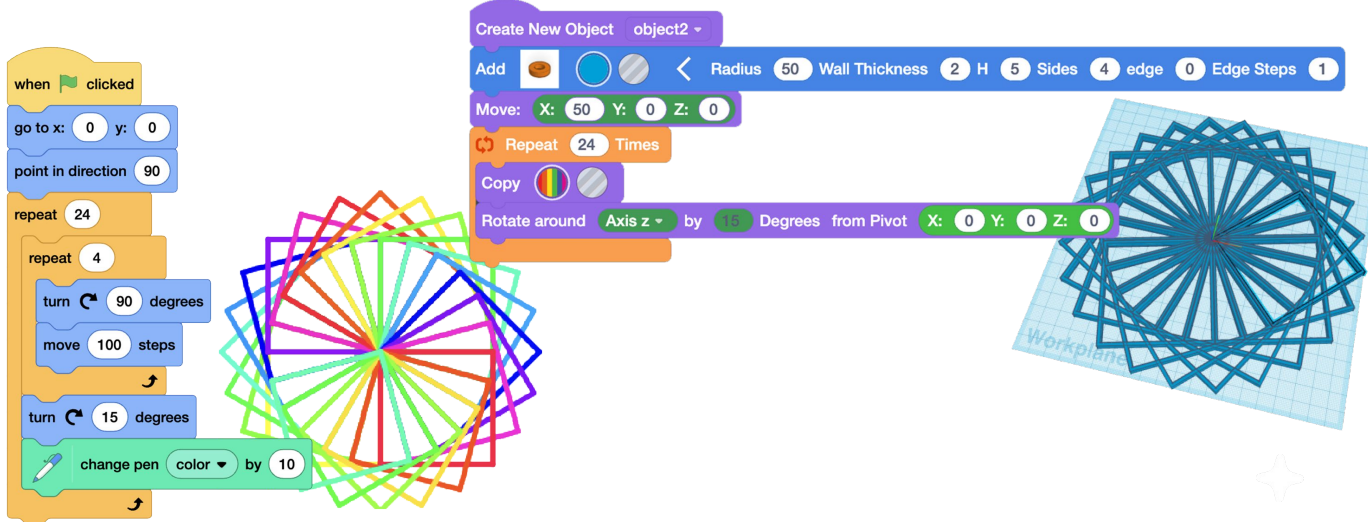 when clicked
go to x: 0 y: 0
point in direction 90
repeat 24
repeat 4
turn 90 degrees
move 100 steps
turn 15 degrees
change pen color by 10
Create New Object object2
Add Radius 50 Wall Thickness 2 H 5 Sides 4 edge 0 Edge Steps 1
Move: X: 50 Y: 0 Z: 0
Repeat 24 Times
Copy
Rotate around Axis z by 15 Degrees from Pivot X: 0 Y: 0 Z: 0
Workplane